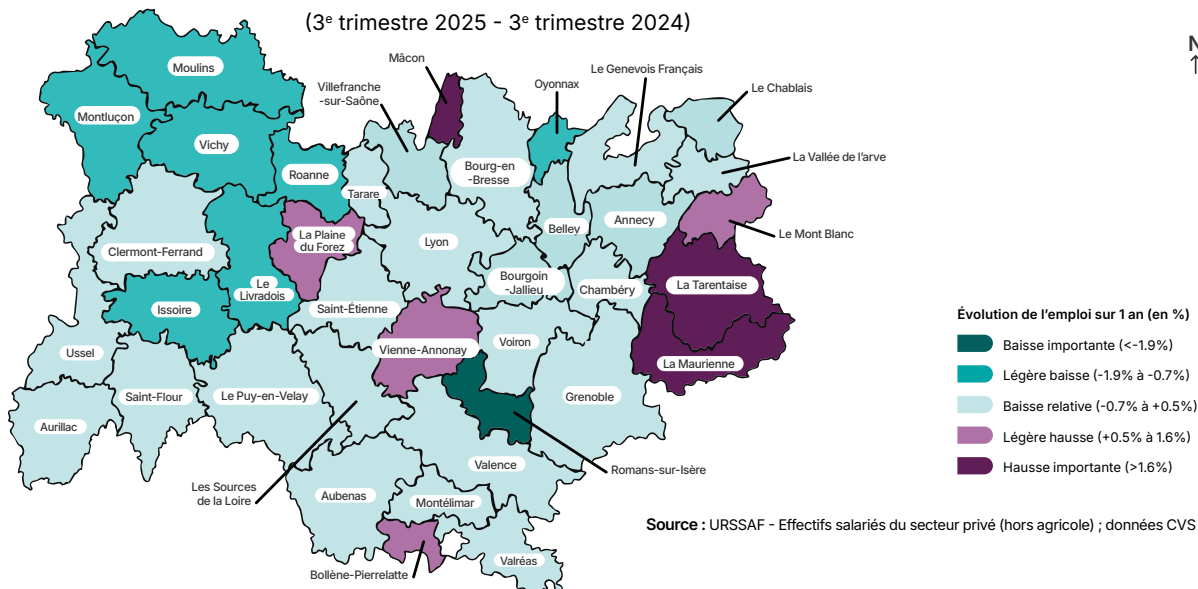 (3e trimestre 2025 - 3e trimestre 2024)
N
↑
Mâcon
Moulins
Le Genevois Français
Villefranche
-sur-Saône
Oyonnax
Le Chablais
Montluçon
Vichy
La Vallée de l'arve
Bourg-en
-Bresse
Roanne
Tarare
Annecy
Belley
La Plaine
du Forez
Le Mont Blanc
Lyon
Clermont-Ferrand
Bourgoin
-Jallieu
Chambéry
La Tarentaise
Le
Livradois
Issoire
Saint-Étienne
Voiron
Vienne-Annonay
Ussel
La Maurienne
Saint-Flour
Le Puy-en-Velay
Grenoble
Aurillac
Valence
Romans-sur-Isère
Les Sources
de la Loire
Aubenas
Montélimar
Valréas
Bollène-Pierrelatte
Évolution de l'emploi sur 1 an (en %)
Baisse importante (<-1.9%)
Légère baisse (-1.9% à -0.7%)
Baisse relative (-0.7% à +0.5%)
Légère hausse (+0.5% à 1.6%)
Hausse importante (>1.6%)
Source : URSSAF - Effectifs salariés du secteur privé (hors agricole) ; données CVS